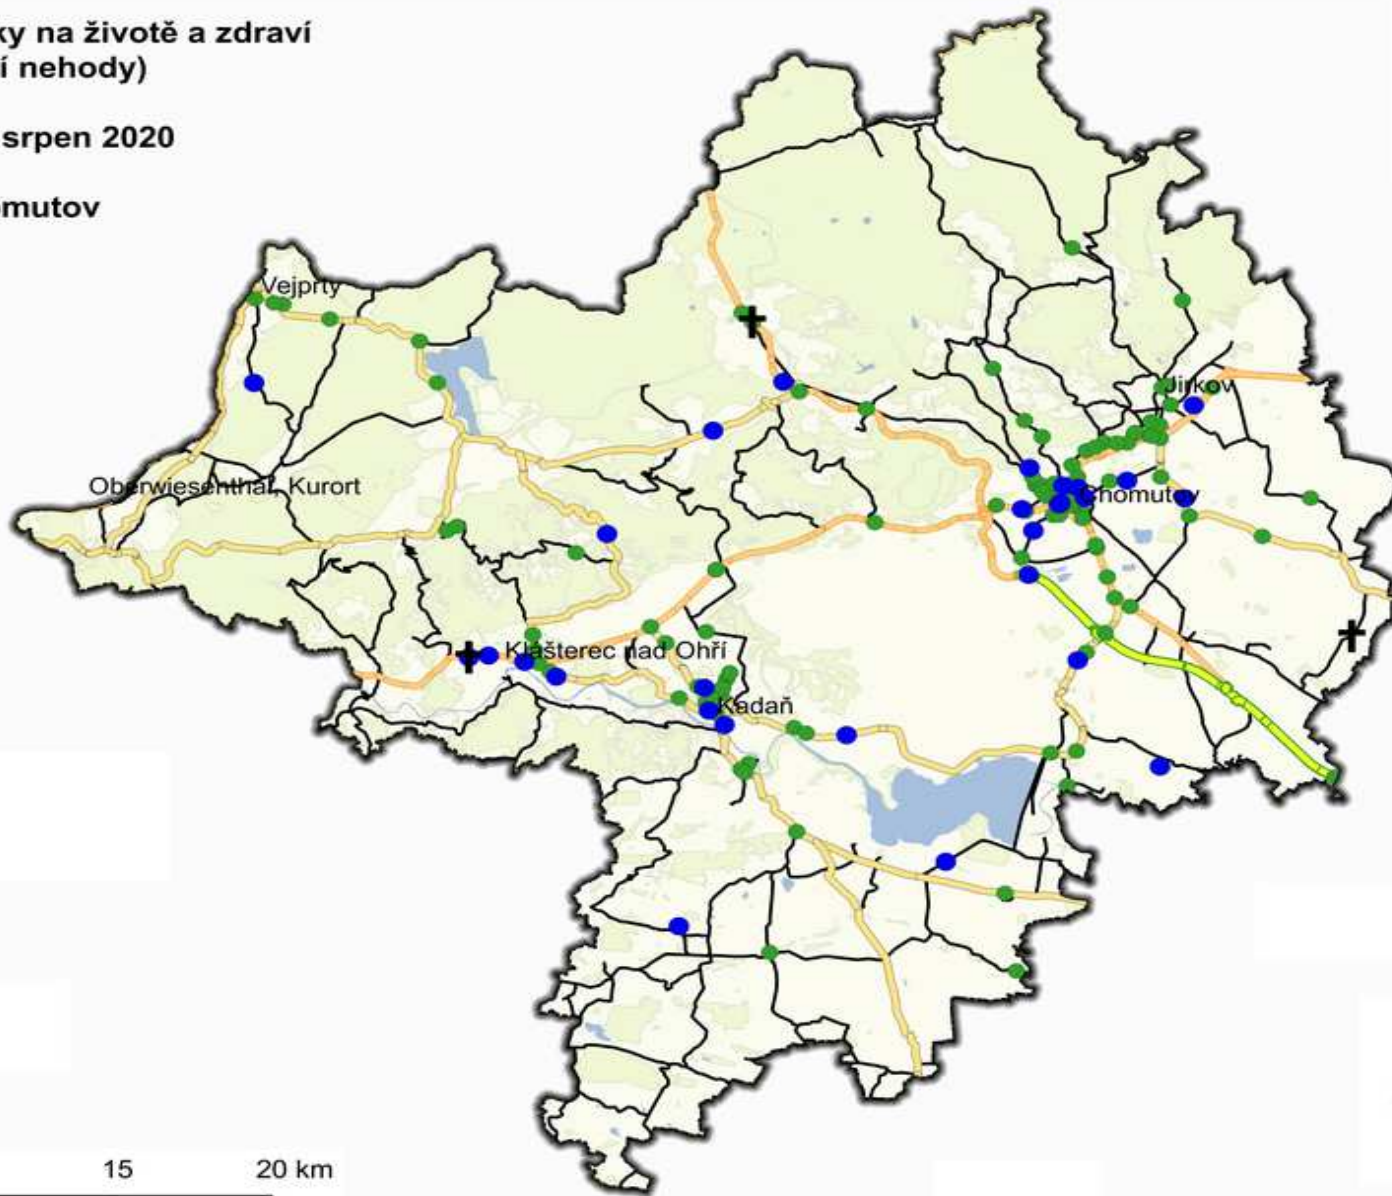 ky na životě a zdraví
í nehody)
srpen 2020
mutov
Vejprty
Jirkov
Oberwiesenthal, Kurort
Chomutov
Klášterec nad Ohří
Kadaň
15 20 km